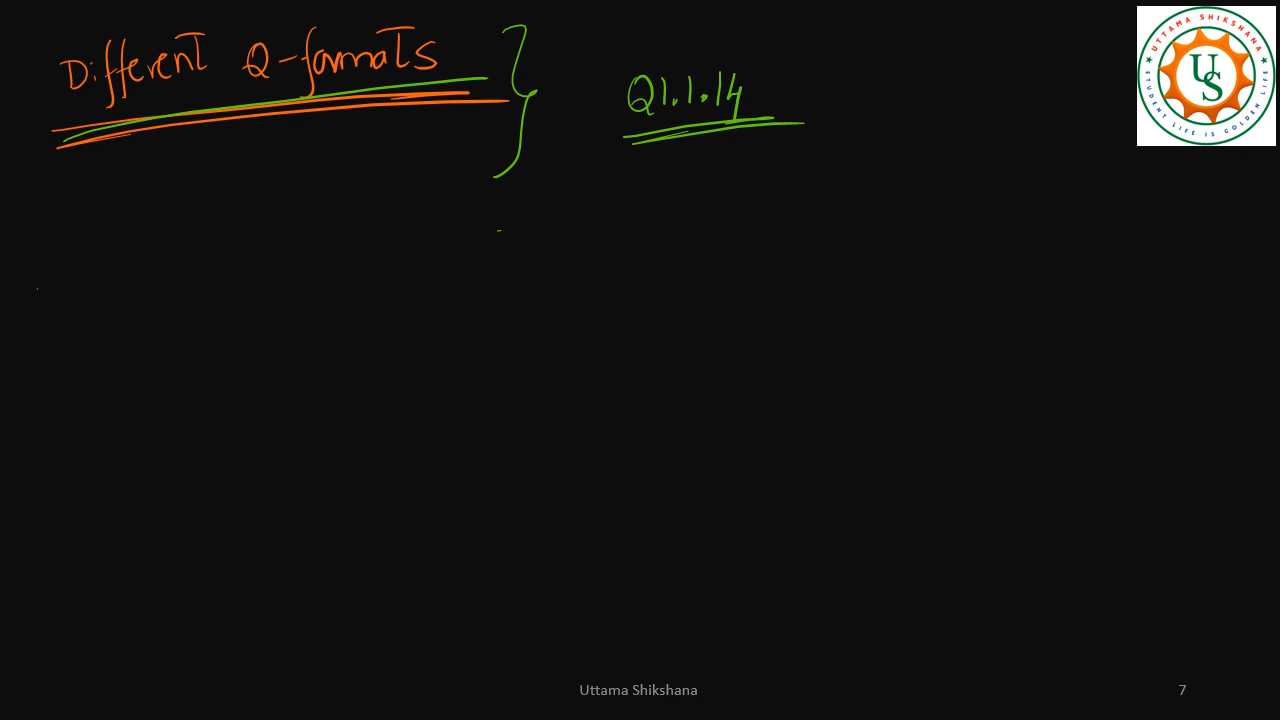 Different Q-formats
Q1.1.14
UTTAMA SHIKSHANA
US
STUDENT LIFE IS GOLDEN LIFE
Uttama Shikshana
7